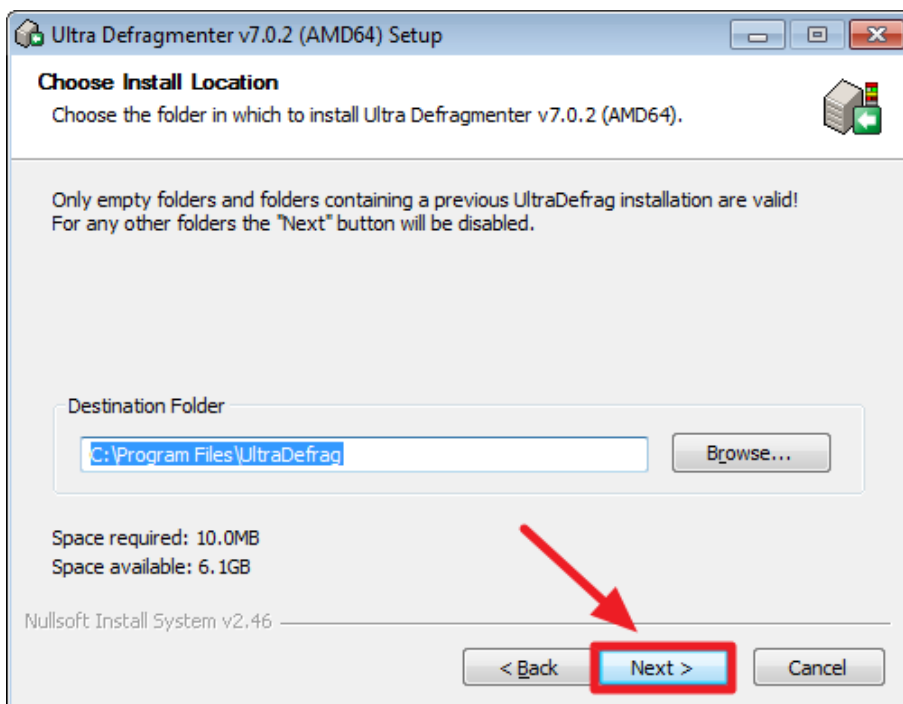 Ultra Defragmenter v7.0.2 (AMD64) Setup
Choose Install Location
Choose the folder in which to install Ultra Defragmenter v7.0.2 (AMD64).
Only empty folders and folders containing a previous UltraDefrag installation are valid!
For any other folders the "Next" button will be disabled.
Destination Folder
C:\Program Files\UltraDefrag
Browse...
Space required: 10.0MB
Space available: 6.1GB
Nullsoft Install System v2.46
< Back Next > Cancel